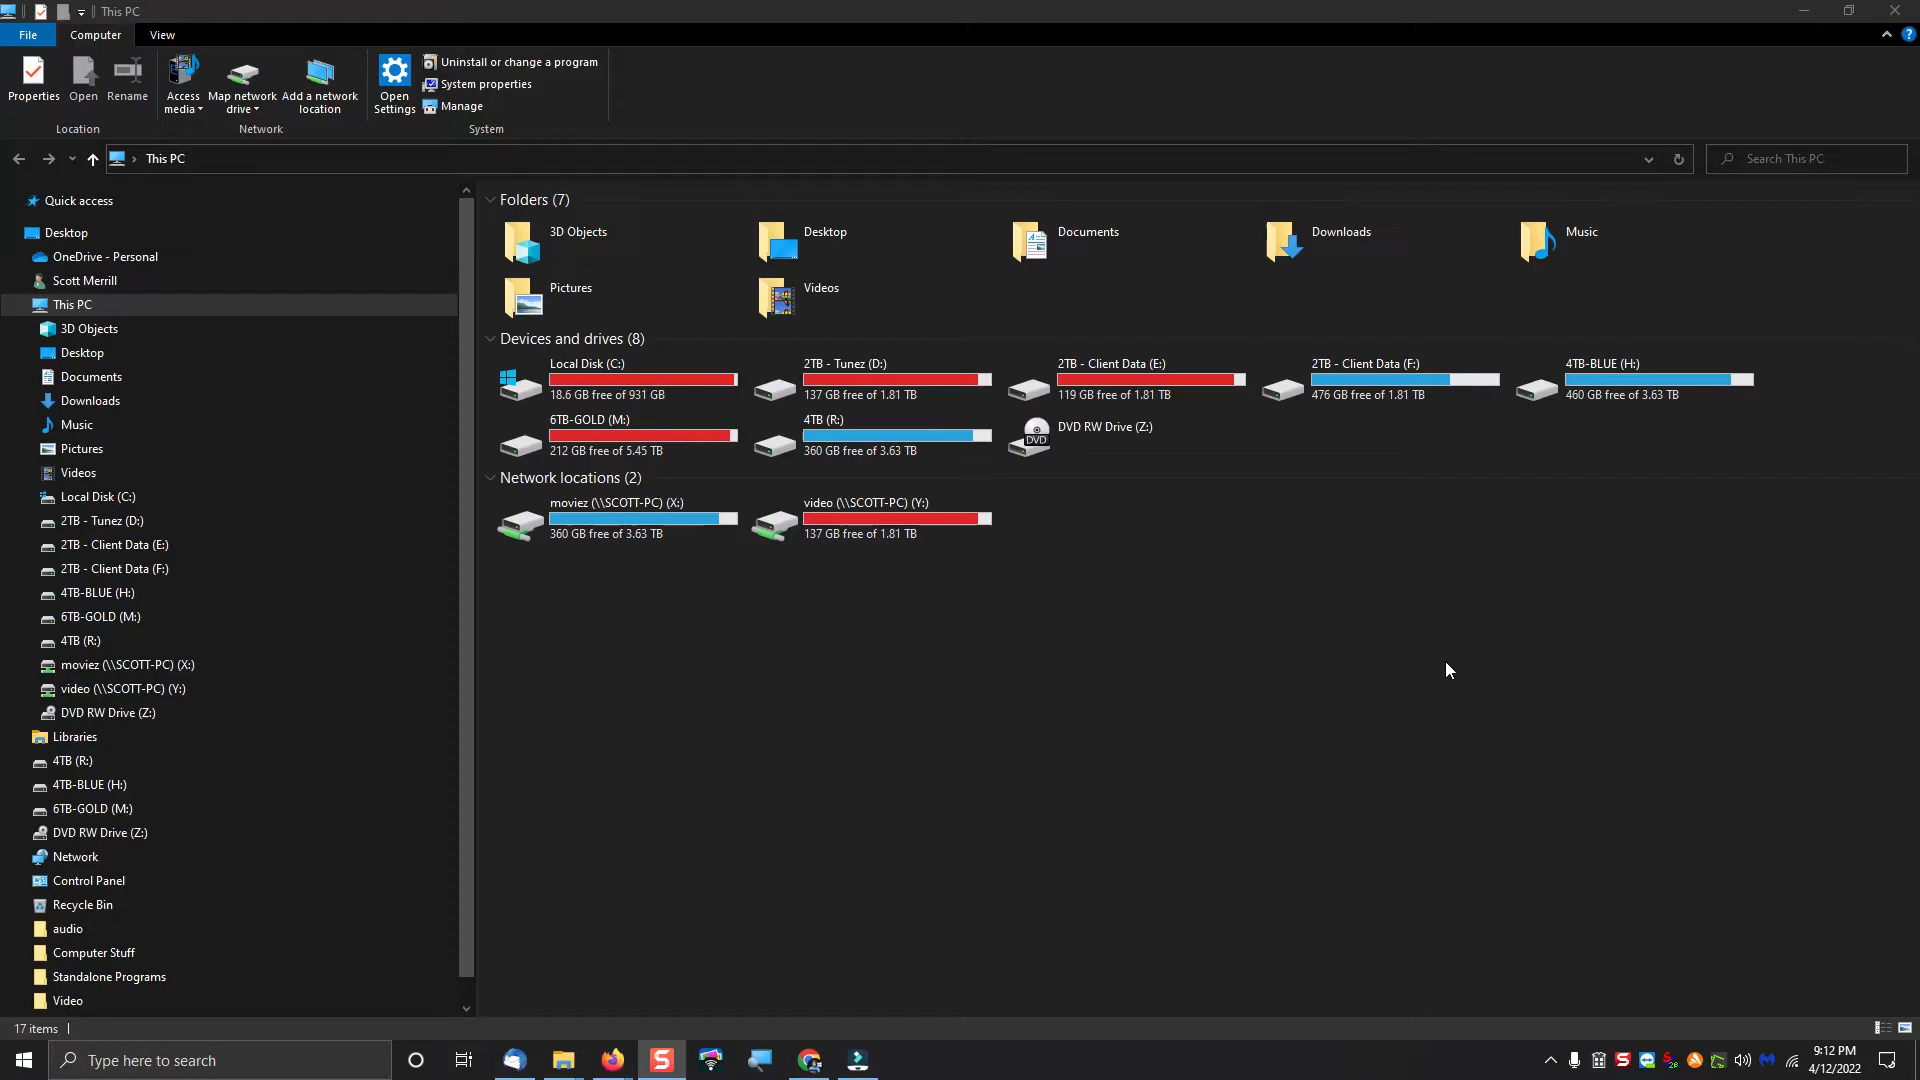 This PC
File Computer View
Properties Open Rename
Access media
Map network drive
Add a network location
Open Settings
Uninstall or change a program
System properties
Manage
Location Network System
This PC
Search This PC
Quick access
Desktop
OneDrive - Personal
Scott Merrill
This PC
3D Objects
Desktop
Documents
Downloads
Music
Pictures
Videos
Local Disk (C:)
2TB - Tunez (D:)
2TB - Client Data (E:)
2TB - Client Data (F:)
4TB-BLUE (H:)
6TB-GOLD (M:)
4TB (R:)
moviez (\\SCOTT-PC) (X:)
video (\\SCOTT-PC) (Y:)
DVD RW Drive (Z:)
Libraries
4TB (R:)
4TB-BLUE (H:)
6TB-GOLD (M:)
DVD RW Drive (Z:)
Network
Control Panel
Recycle Bin
audio
Computer Stuff
Standalone Programs
Video
Folders (7)
3D Objects Desktop Documents Downloads Music
Pictures Videos
Devices and drives (8)
Local Disk (C:) 2TB - Tunez (D:) 2TB - Client Data (E:) 2TB - Client Data (F:) 4TB-BLUE (H:)
18.6 GB free of 931 GB 137 GB free of 1.81 TB 119 GB free of 1.81 TB 476 GB free of 1.81 TB 460 GB free of 3.63 TB
6TB-GOLD (M:) 4TB (R:) DVD RW Drive (Z:)
DVD
212 GB free of 5.45 TB 360 GB free of 3.63 TB
Network locations (2)
moviez (\\SCOTT-PC) (X:) video (\\SCOTT-PC) (Y:)
360 GB free of 3.63 TB 137 GB free of 1.81 TB
17 items
Type here to search
9:12 PM
4/12/2022